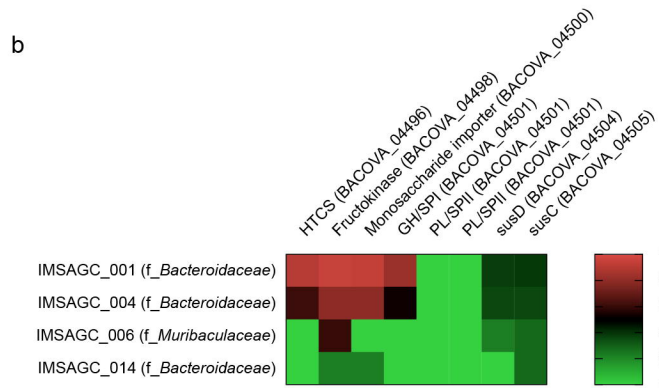 b
HTCS (BACOVA_04496)
Fructokinase (BACOVA_04498)
Monosaccharide importer (BACOVA_04500)
GH/SPI (BACOVA_04501)
PL/SPII (BACOVA_04501)
PL/SPII (BACOVA_04501)
susD (BACOVA_04504)
susC (BACOVA_04505)
IMSAGC_001 (f_Bacteroidaceae)
IMSAGC_004 (f_Bacteroidaceae)
IMSAGC_006 (f_Muribaculaceae)
IMSAGC_014 (f_Bacteroidaceae)